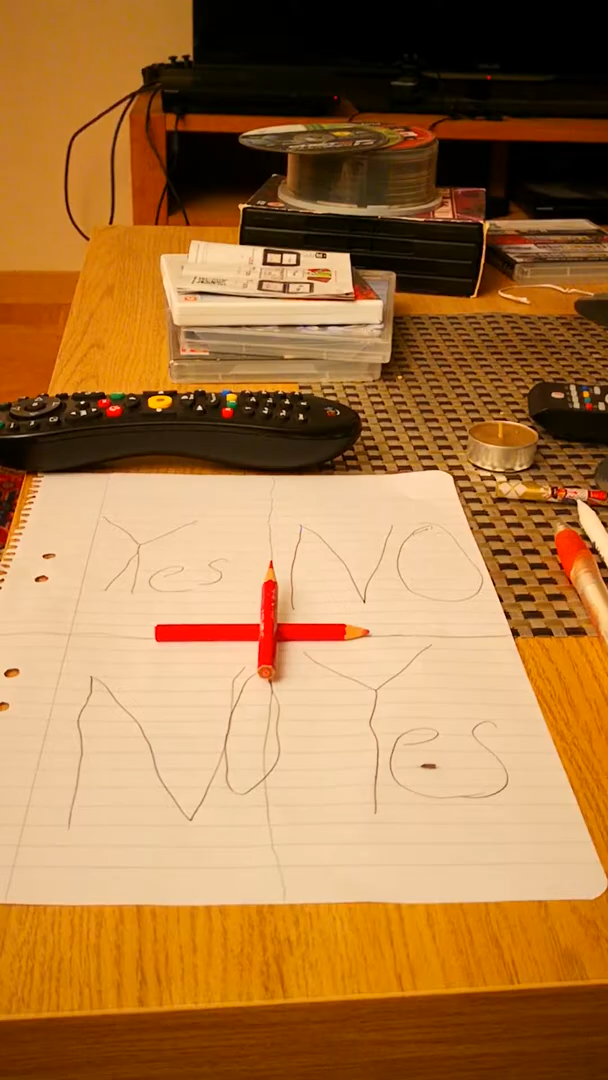 Yes NO
NO Yes